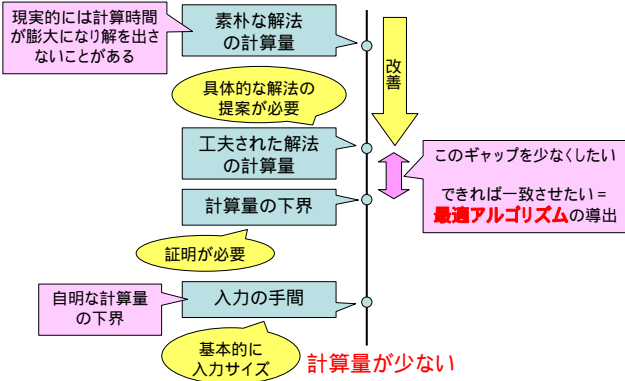 現実的には計算時間
が膨大になり解を出さ
ないことがある
素朴な解法
の計算量
改善
具体的な解法の
提案が必要
工夫された解法
の計算量
このギャップを少なくしたい
できれば一致させたい=
最適アルゴリズムの導出
計算量の下界
証明が必要
自明な計算量
の下界
入力の手間
基本的に
入力サイズ
計算量が少ない